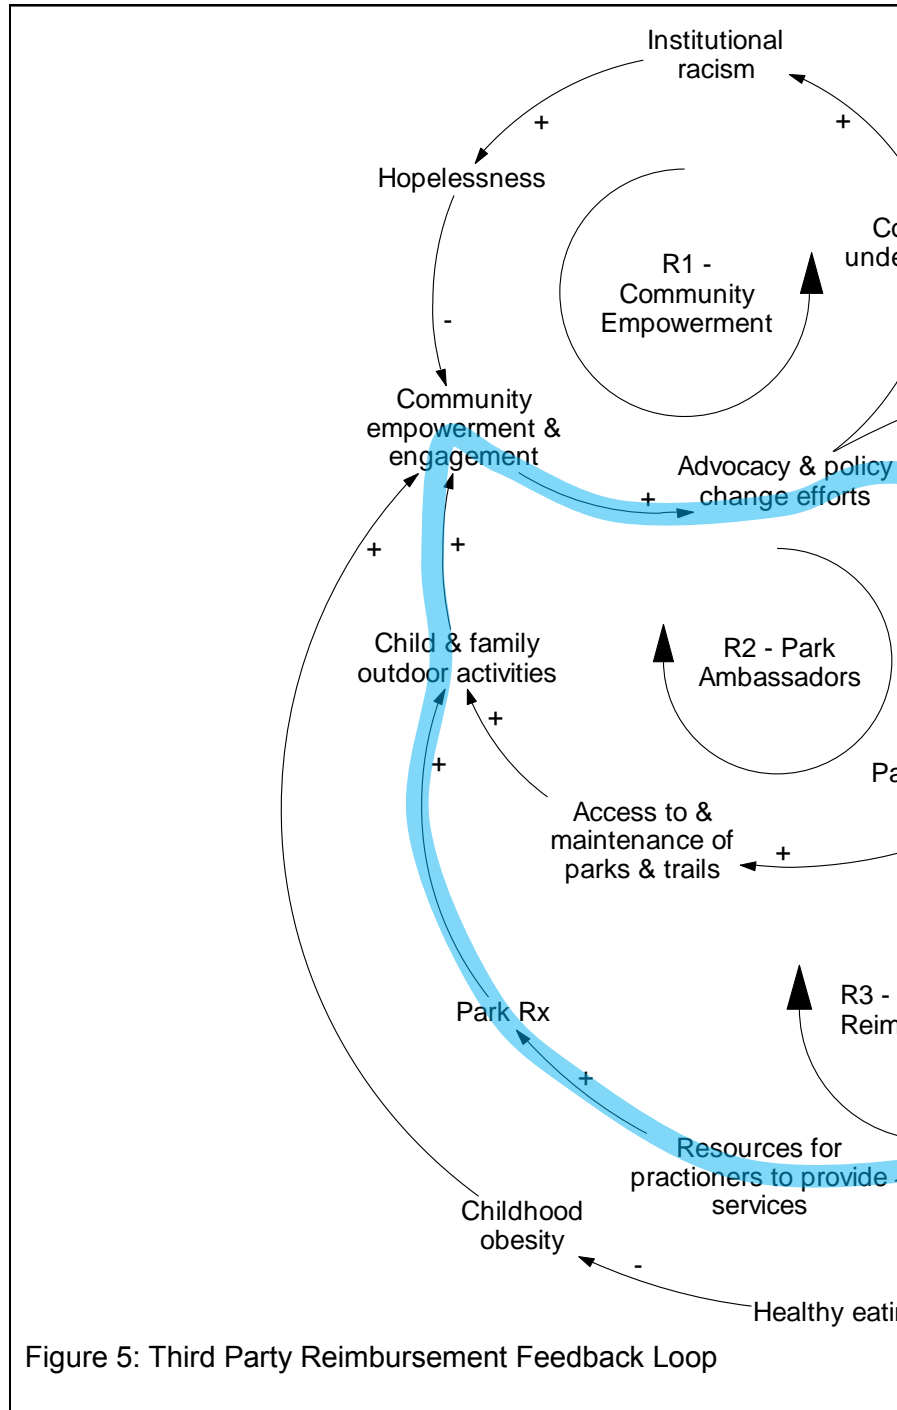 Institutional
racism
+
+
Hopelessness
R1 -
Community
Empowerment
-
Community
empowerment &
engagement
Advocacy & policy
change efforts
+
+
+
Child & family
outdoor activities
R2 - Park
Ambassadors
+
+
Access to &
maintenance of
parks & trails
+
R3 -
Park Rx
+
Resources for
practioners to provide
services
Childhood
obesity
-
Healthy
Figure 5: Third Party Reimbursement Feedback Loop